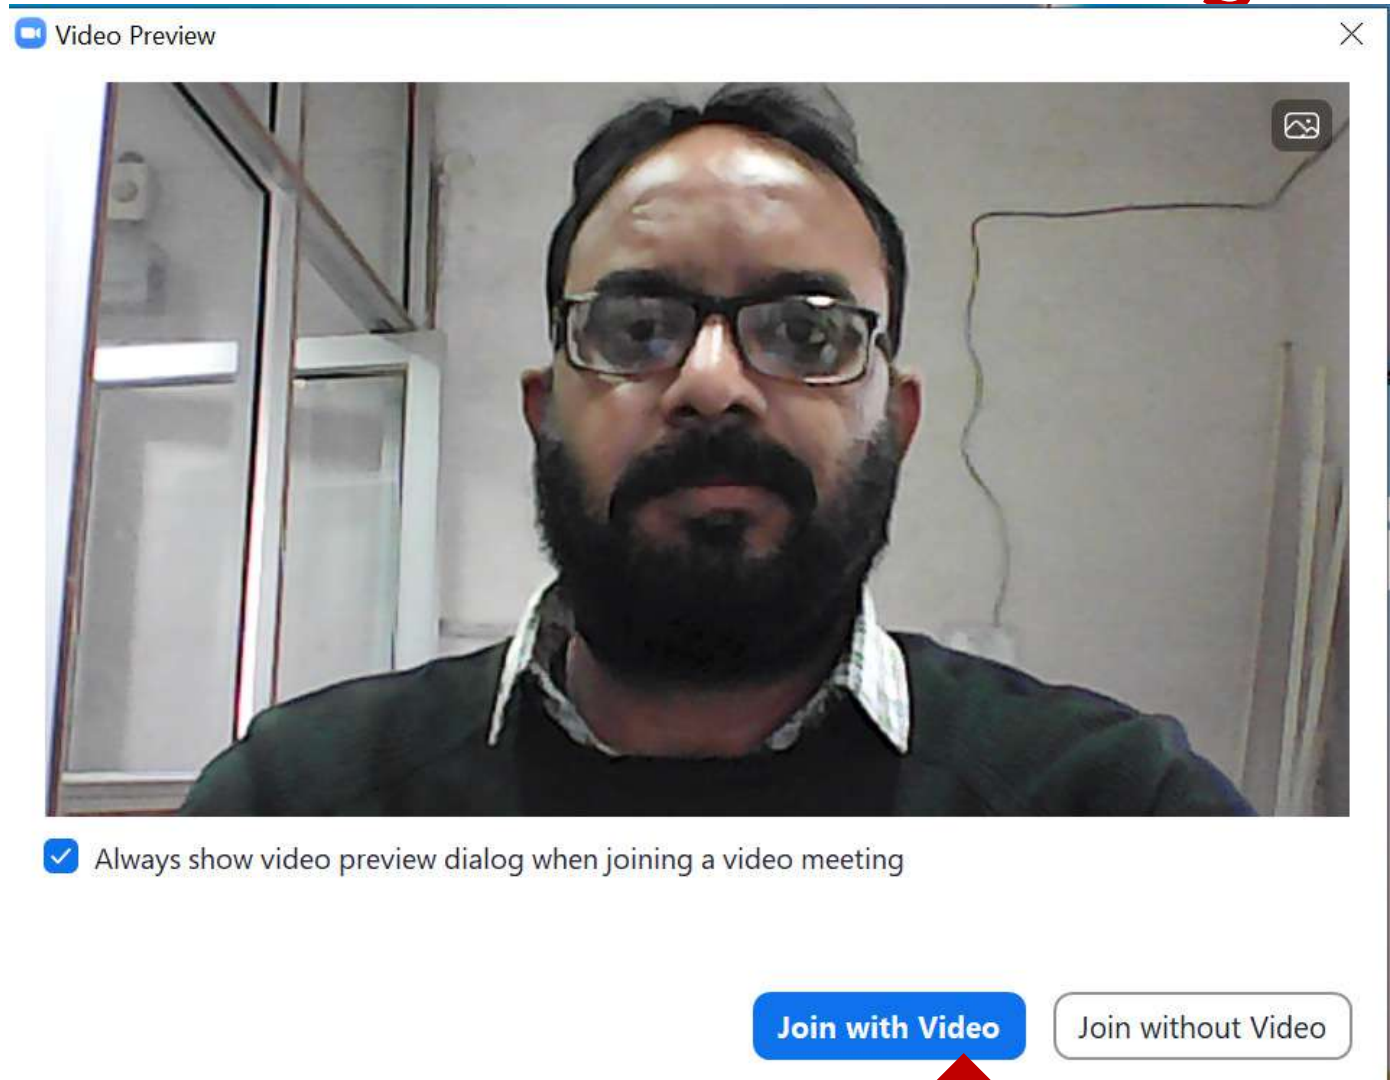 Video Preview
Always show video preview dialog when joining a video meeting
Join with Video
Join without Video